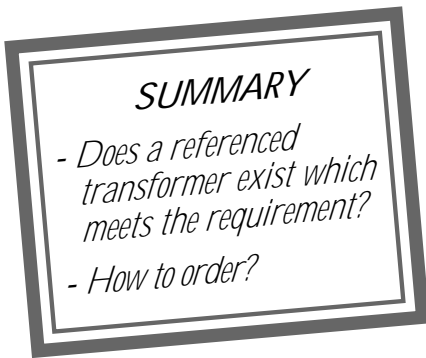 SUMMARY
- Does a referenced
transformer exist which
meets the requirement?
- How to order?